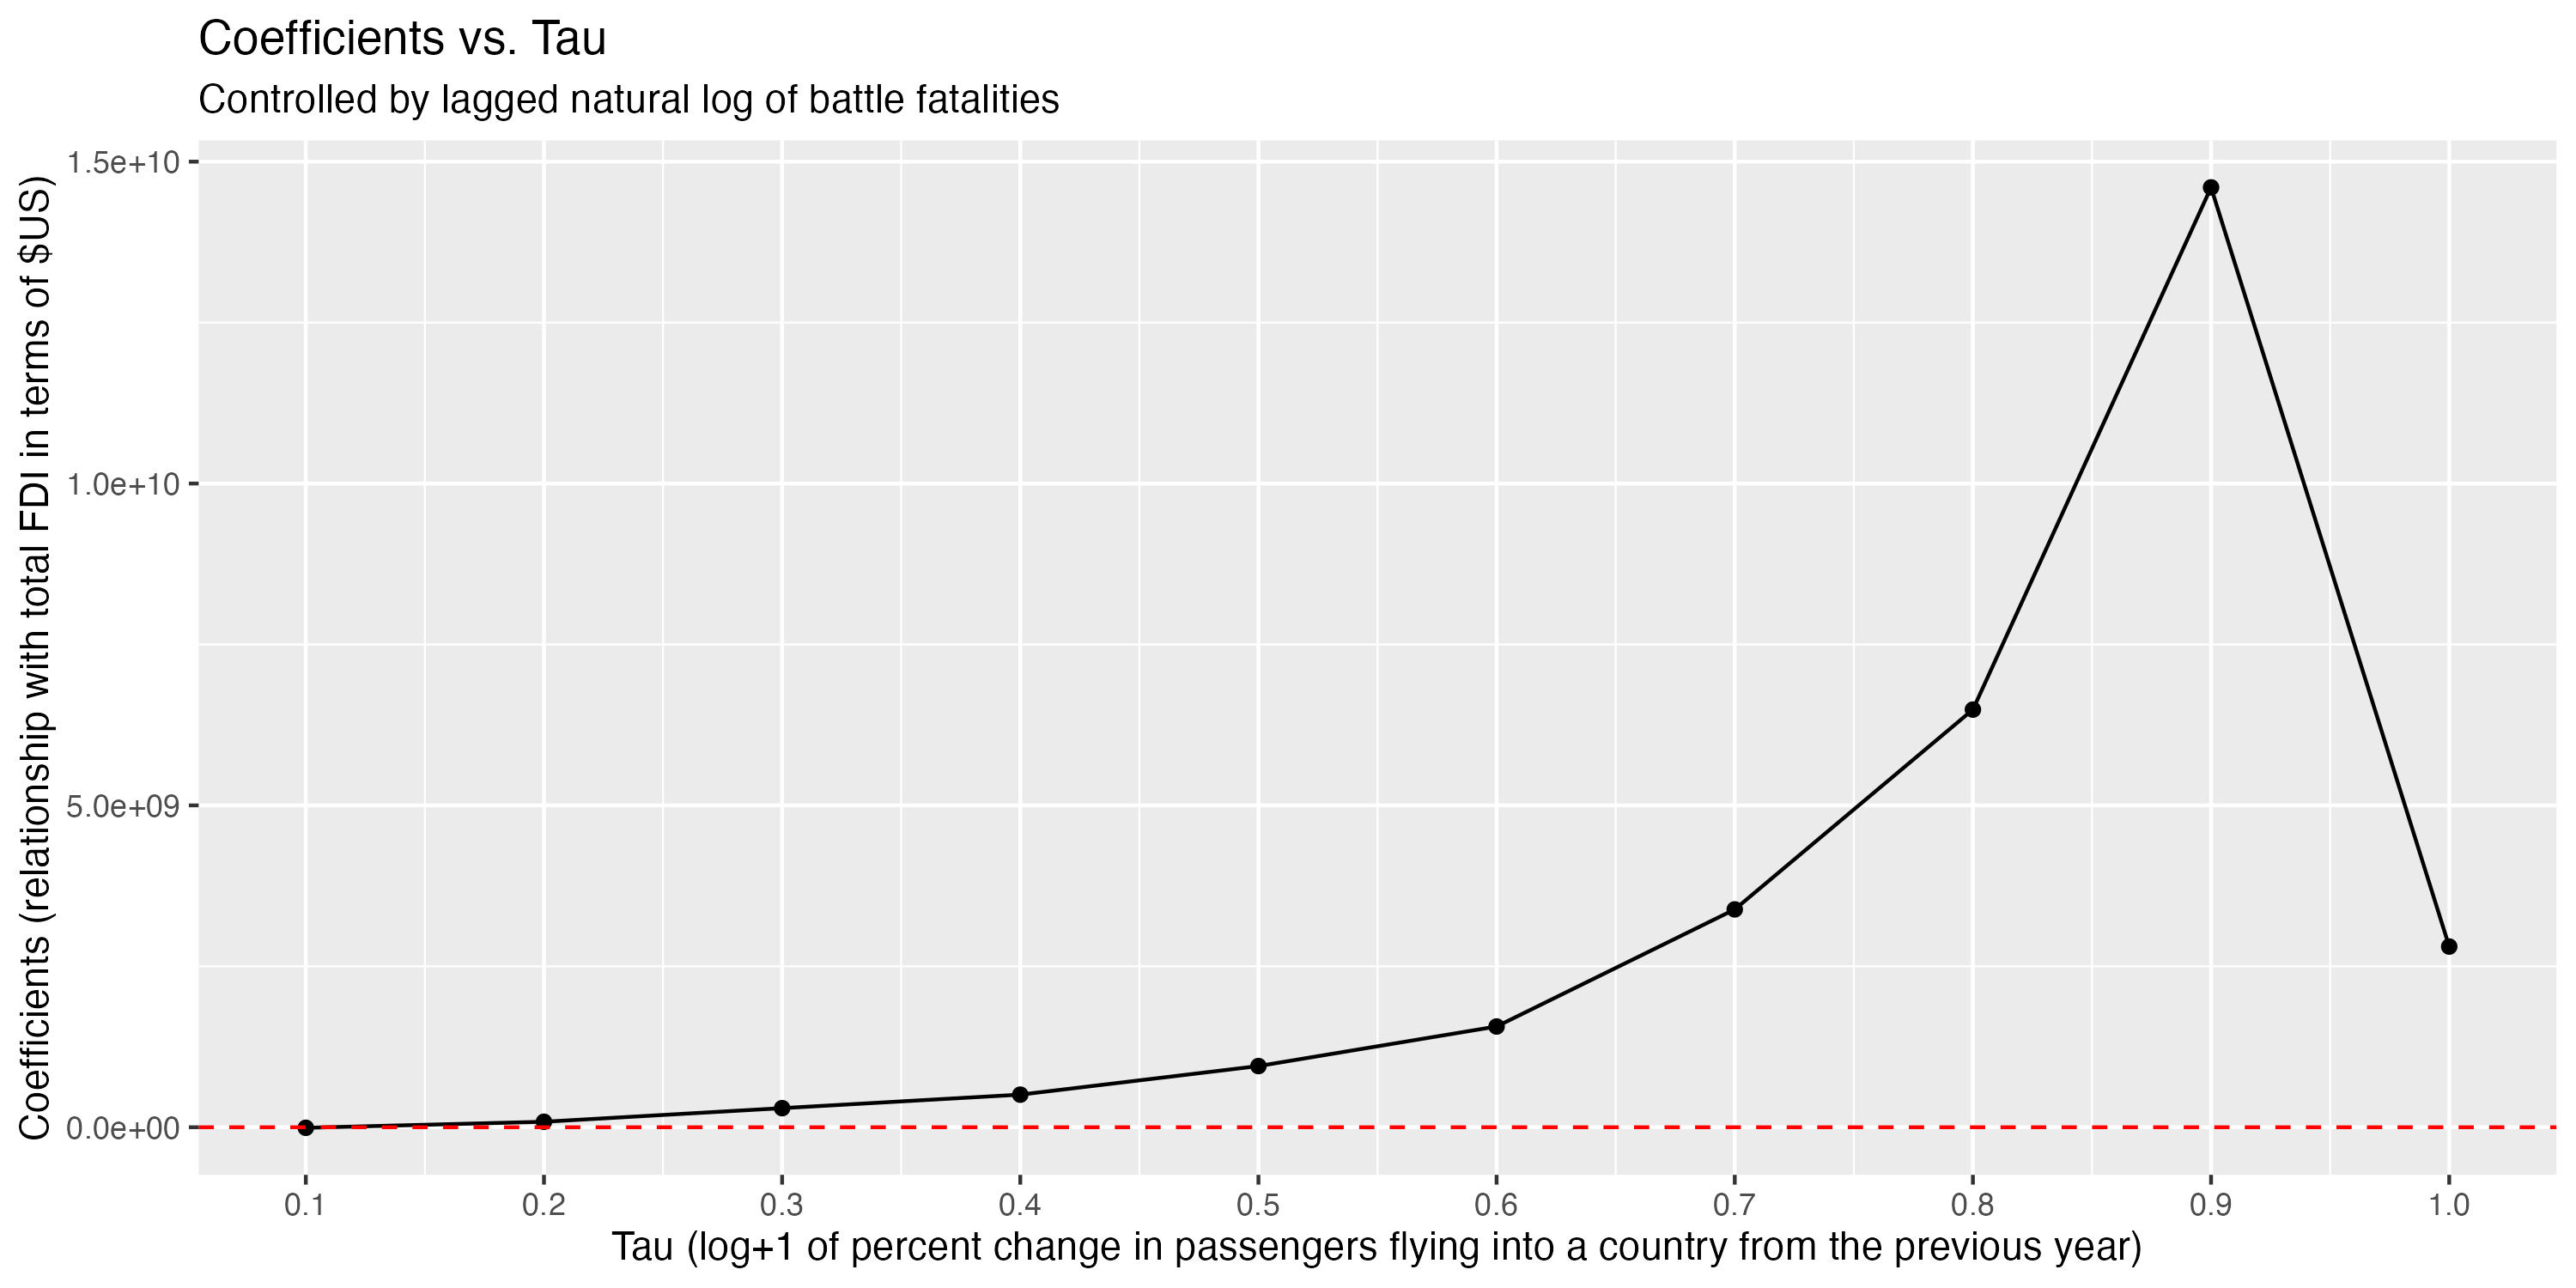 Coefficients vs. Tau
Controlled by lagged natural log of battle fatalities
Coefficients (relationship with total FDI in terms of $US)
1.5e+10
1.0e+10
5.0e+09
0.0e+00
0.1 0.2 0.3 0.4 0.5 0.6 0.7 0.8 0.9 1.0
Tau (log+1 of percent change in passengers flying into a country from the previous year)